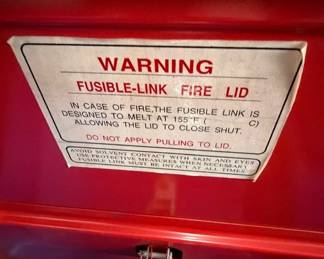 WARNING
FUSIBLE-LINK FIRE LID
IN CASE OF FIRE,THE FUSIBLE LINK IS
DESIGNED TO MELT AT 155°F ( C)
ALLOWING THE LID TO CLOSE SHUT.
DO NOT APPLY PULLING TO LID.
AVOID SOLVENT CONTACT WITH SKIN AND EYES
USE PROTECTIVE MEASURES WHEN NECESSARY
FUSIBLE LINK MUST BE INTACT AT ALL TIMES